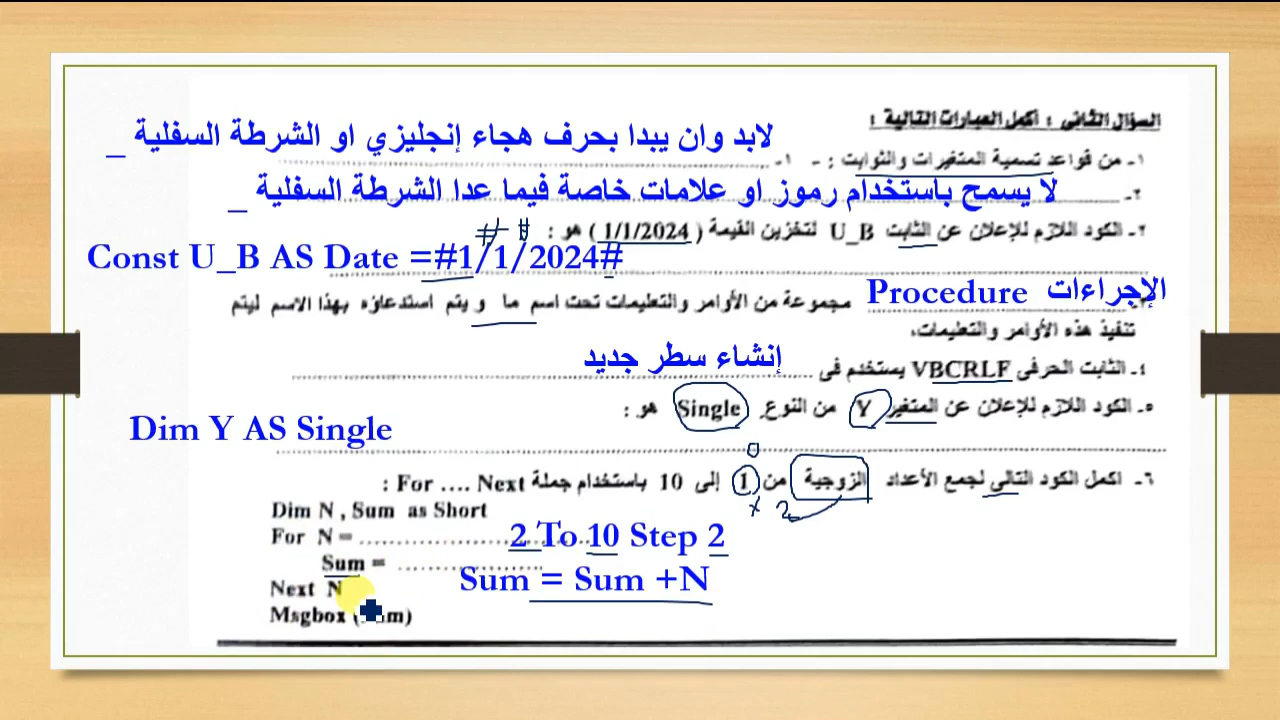 السؤال الثانى : أكمل العبارات التالية :
لابد وان يبدا بحرف هجاء إنجليزي او الشرطة السفلية _
١- من قواعد تسمية المتغيرات والثوابت : - ١- ......
لا يسمح باستخدام رموز او علامات خاصة فيما عدا الشرطة السفلية _
٢- ......
٢- الكود اللازم للإعلان عن الثابت U_B لتخزين القيمة ( 1/1/2024 ) هو : # #
Const U_B AS Date =#1/1/2024#
الإجراءات Procedure
...... مجموعة من الأوامر والتعليمات تحت اسم ما و يتم استدعاؤه بهذا الاسم ليتم
تنفيذ هذه الأوامر والتعليمات.
إنشاء سطر جديد
٤- الثابت الحرفى VBCRLF يستخدم فى ......
٥- الكود اللازم للإعلان عن المتغير Y من النوع Single هو :
Dim Y AS Single
0
٦- اكمل الكود التالي لجمع الأعداد الزوجية من 1 إلى 10 باستخدام جملة For .... Next :
x 2
Dim N , Sum as Short
For N = ...... 2 To 10 Step 2
Sum = ...... Sum = Sum +N
Next N
Msgbox (